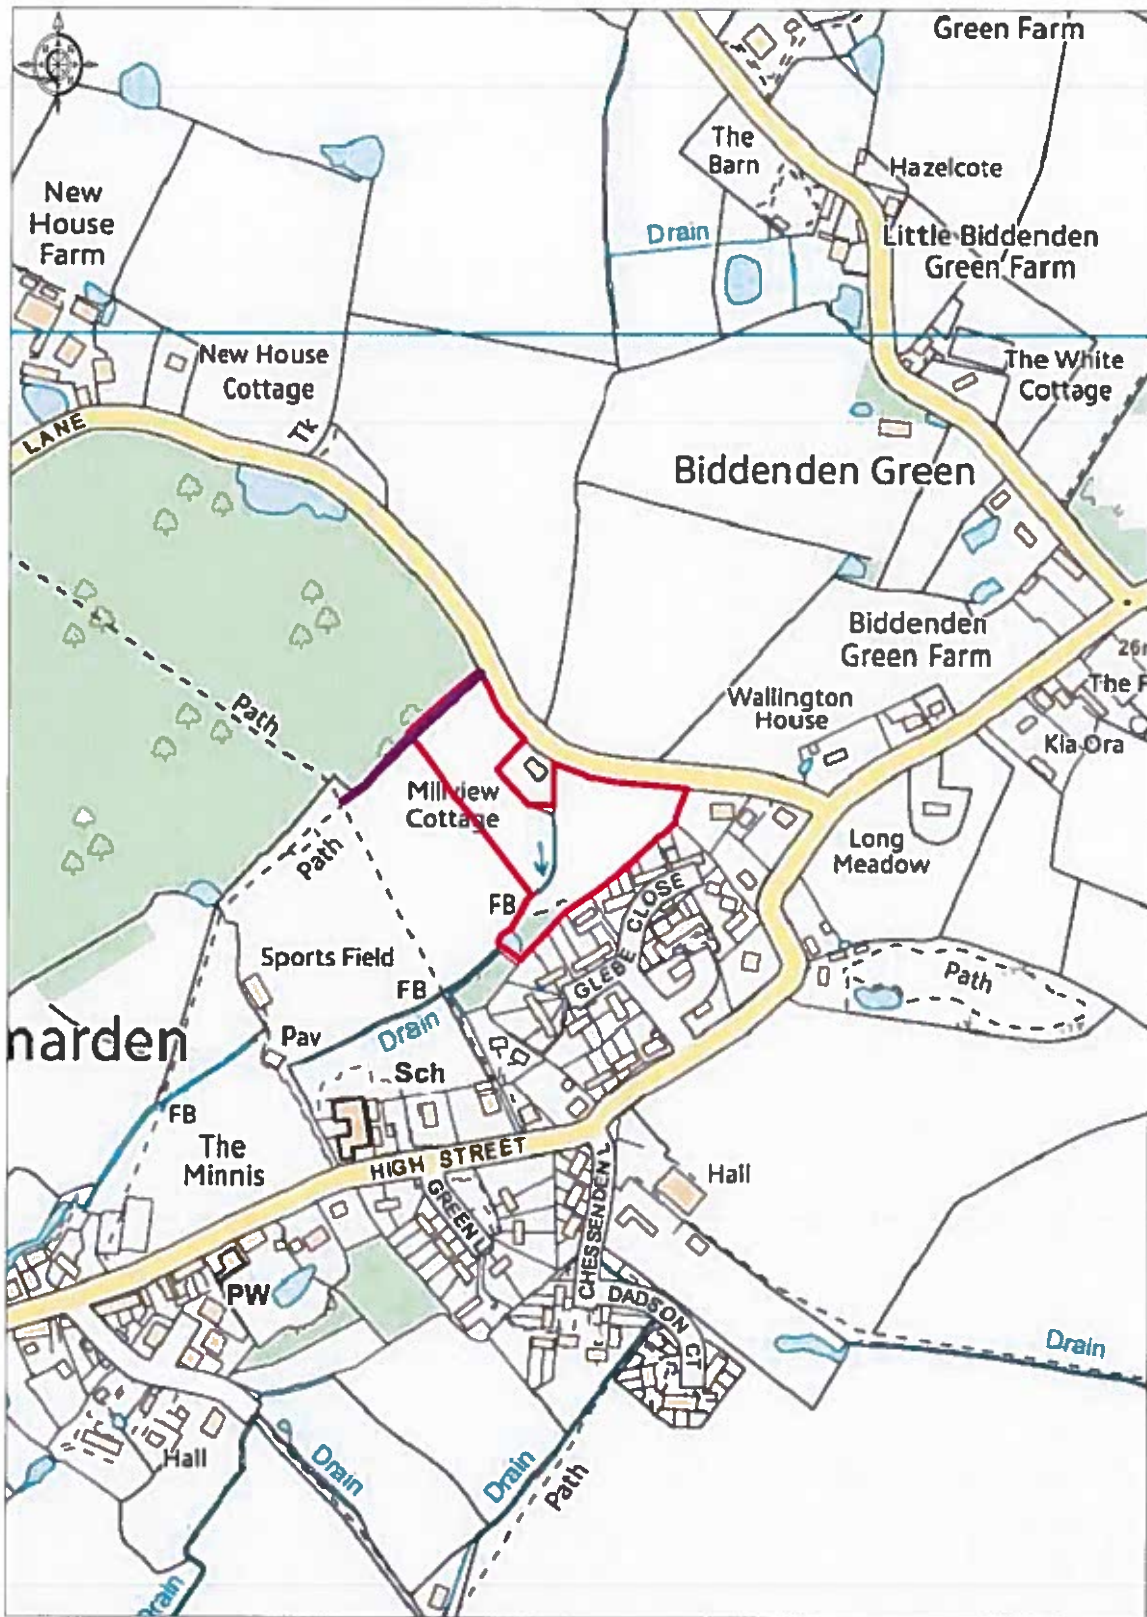 Green Farm
The
Barn
Hazelcote
New
House
Farm
Drain
Little Biddenden
Green Farm
New House
Cottage
The White
Cottage
LANE
Tk
Biddenden Green
Biddenden
Green Farm
26m
The F
Path
Wallington
House
Kia-Ora
Millview
Cottage
Path
Long
Meadow
FB
CLOSE
GLEBE
Sports Field
Path
FB
Drain
narden
Pav
Sch
FB
The
Minnis
HIGH STREET
Hall
GREEN L
CHESSENDEN L
PW
DADSON CT
Drain
Hall
Drain
Drain
Path
Drain